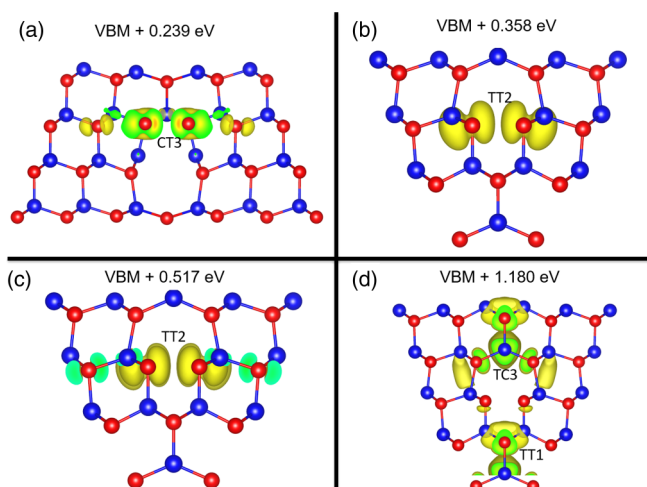 (a)
VBM + 0.239 eV
CT3
(b)
VBM + 0.358 eV
TT2
(c)
VBM + 0.517 eV
TT2
(d)
VBM + 1.180 eV
TC3
TT1